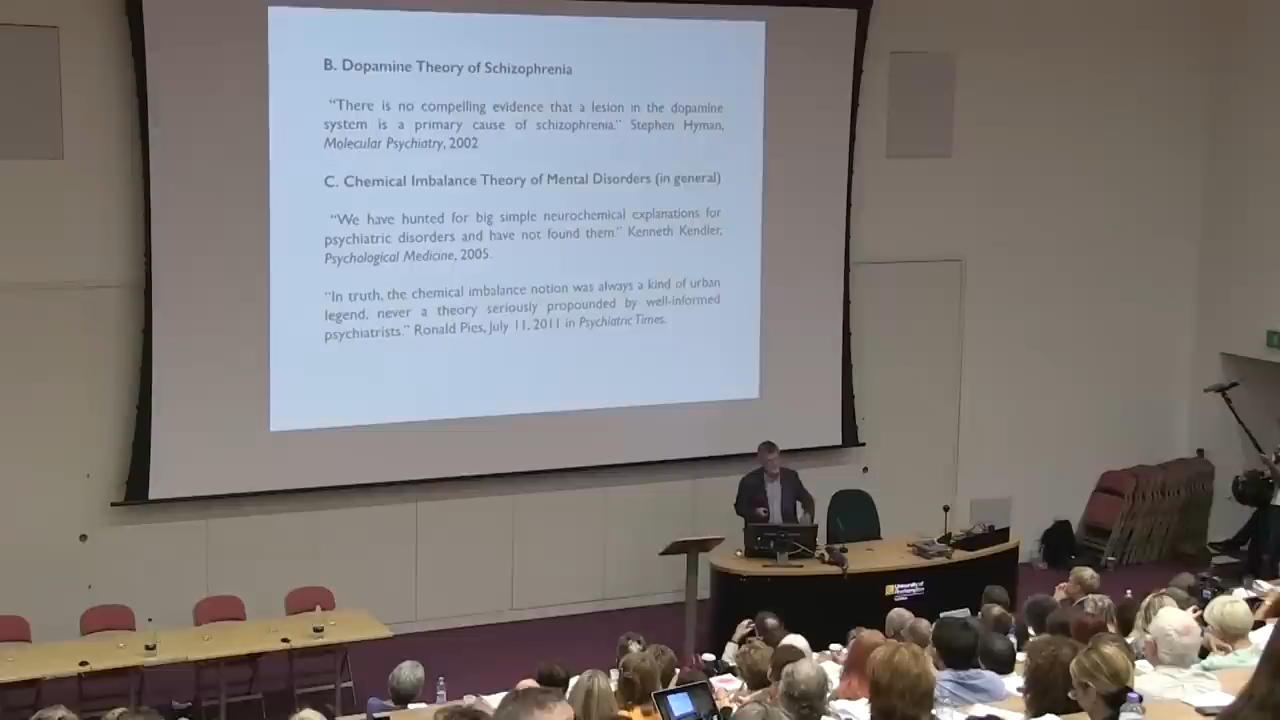 B. Dopamine Theory of Schizophrenia
“There is no compelling evidence that a lesion in the dopamine
system is a primary cause of schizophrenia.” Stephen Hyman,
Molecular Psychiatry, 2002
C. Chemical Imbalance Theory of Mental Disorders (in general)
“We have hunted for big simple neurochemical explanations for
psychiatric disorders and have not found them.” Kenneth Kendler,
Psychological Medicine, 2005.
“In truth, the chemical imbalance notion was always a kind of urban
legend, never a theory seriously propounded by well-informed
psychiatrists.” Ronald Pies, July 11, 2011 in Psychiatric Times.
University of